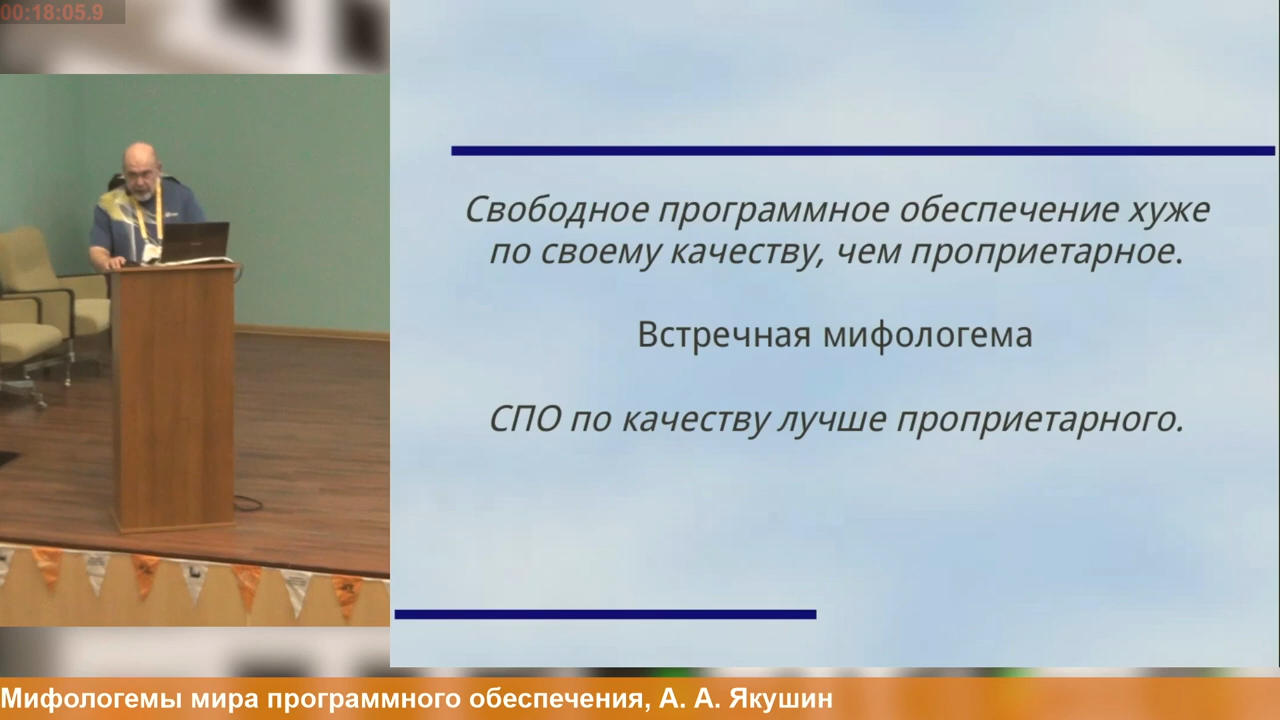 00:18:05.9
Свободное программное обеспечение хуже
по своему качеству, чем проприетарное.
Встречная мифологема
СПО по качеству лучше проприетарного.
Мифологемы мира программного обеспечения, А. А. Якушин